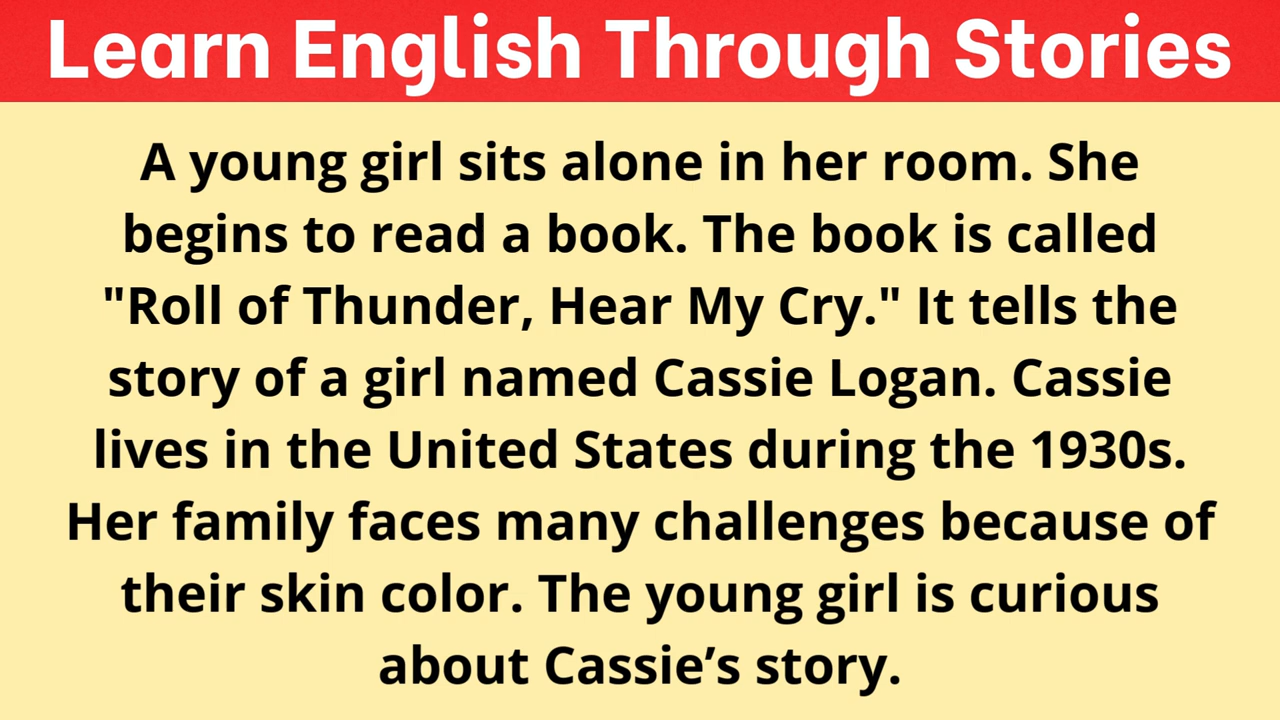 Learn English Through Stories
A young girl sits alone in her room. She
begins to read a book. The book is called
"Roll of Thunder, Hear My Cry." It tells the
story of a girl named Cassie Logan. Cassie
lives in the United States during the 1930s.
Her family faces many challenges because of
their skin color. The young girl is curious
about Cassie’s story.